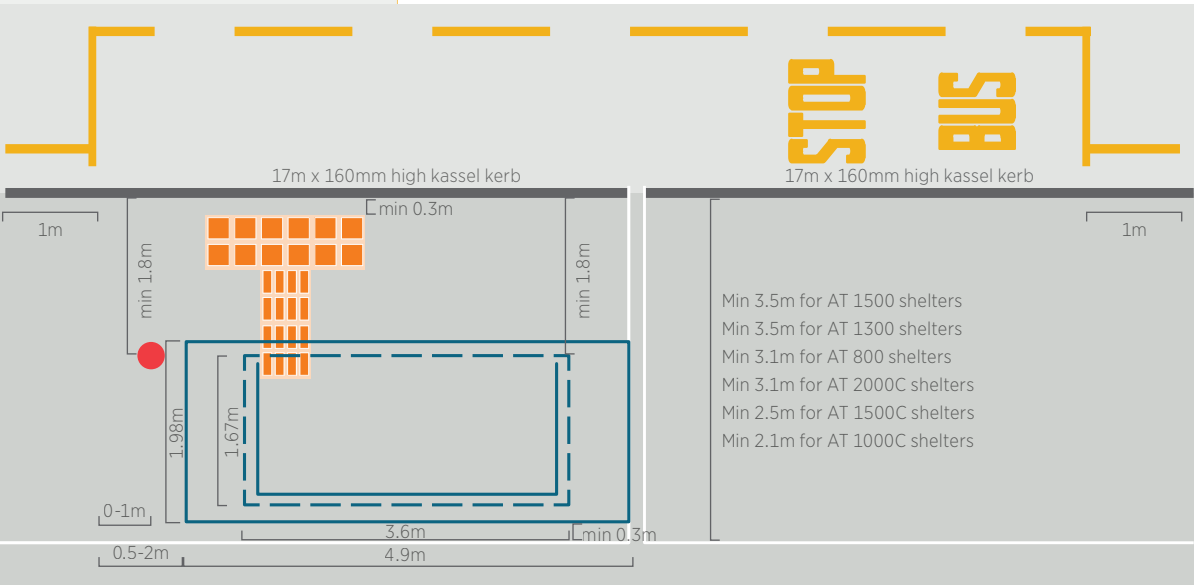 STOP
BUS
17m x 160mm high kassel kerb
17m x 160mm high kassel kerb
min 0.3m
1m
1m
min 1.8m
min 1.8m
Min 3.5m for AT 1500 shelters
Min 3.5m for AT 1300 shelters
Min 3.1m for AT 800 shelters
Min 3.1m for AT 2000C shelters
Min 2.5m for AT 1500C shelters
Min 2.1m for AT 1000C shelters
1.98m
1.67m
0-1m
3.6m
min 0.3m
0.5-2m
4.9m